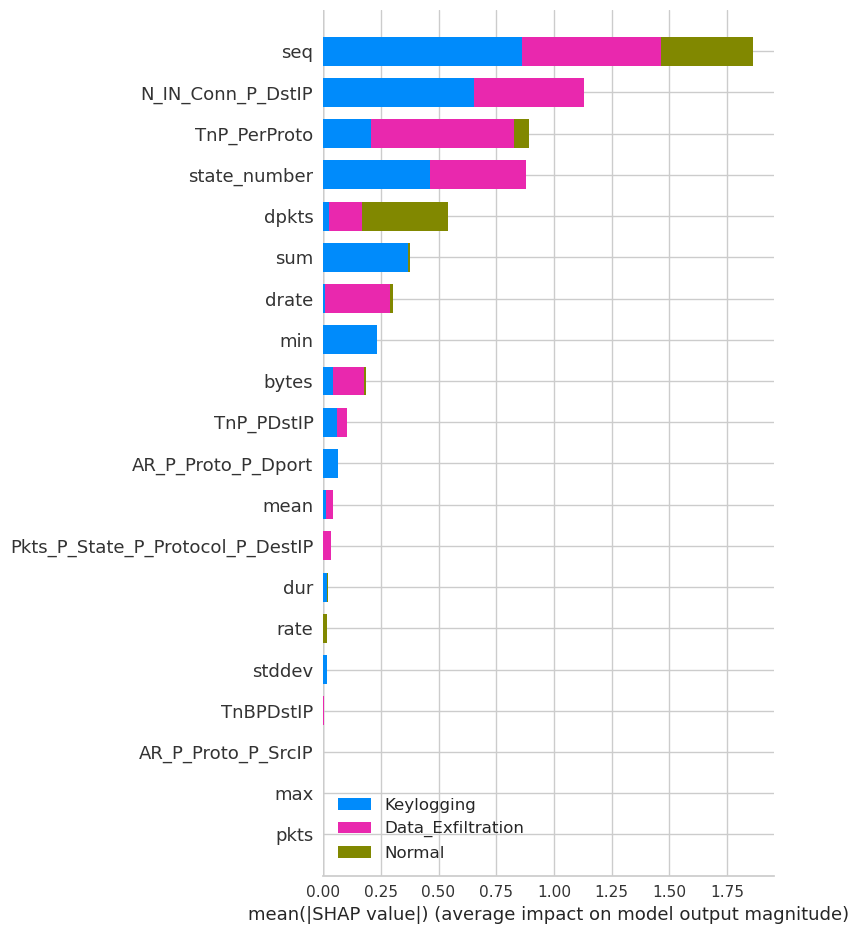 seq
N_IN_Conn_P_DstIP
TnP_PerProto
state_number
dpkts
sum
drate
min
bytes
TnP_PDstIP
AR_P_Proto_P_Dport
mean
Pkts_P_State_P_Protocol_P_DestIP
dur
rate
stddev
TnBPDstIP
AR_P_Proto_P_SrcIP
max
pkts
Keylogging
Data_Exfiltration
Normal
0.00 0.25 0.50 0.75 1.00 1.25 1.50 1.75
mean(|SHAP value|) (average impact on model output magnitude)